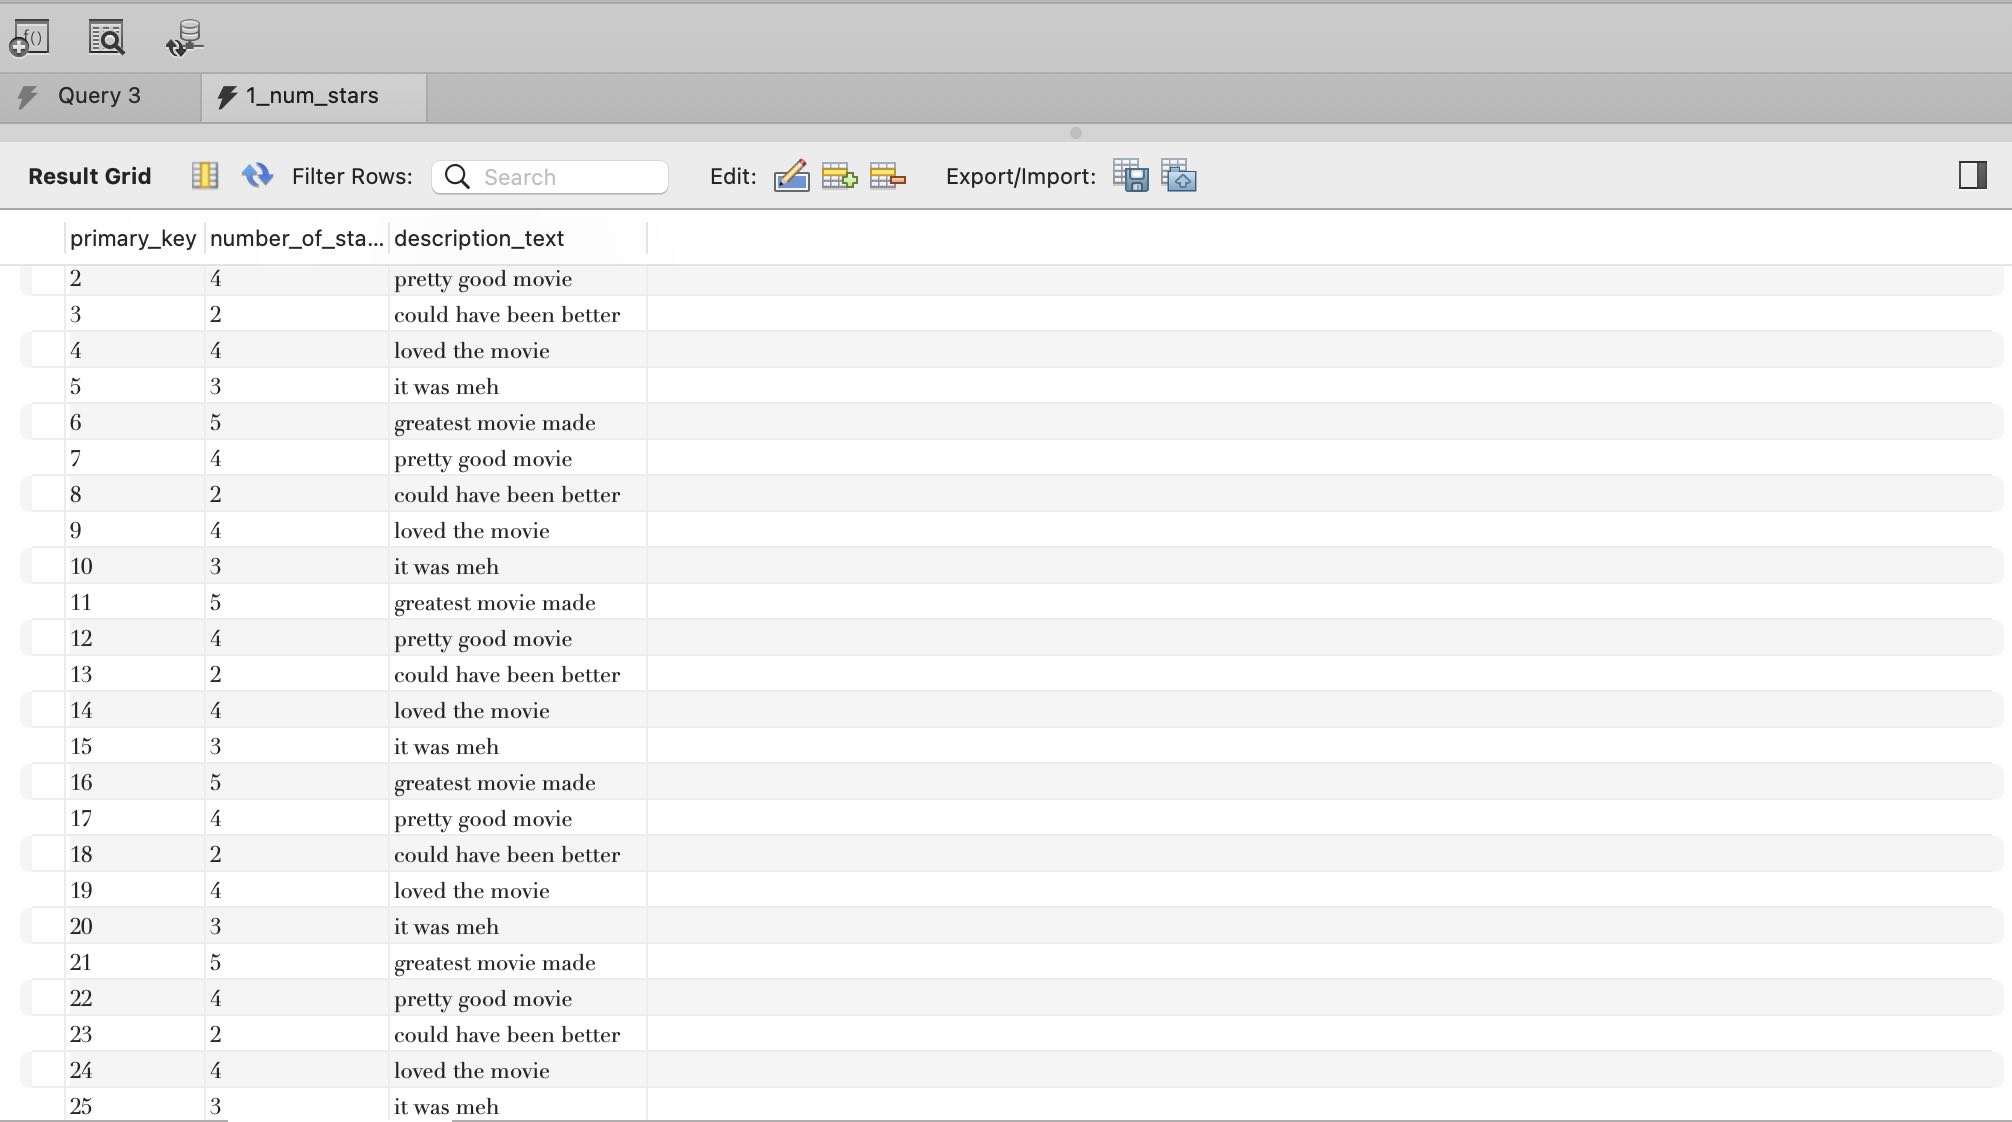 f()
Query 3 1_num_stars
Result Grid Filter Rows: Search Edit: Export/Import:
primary_key number_of_sta... description_text
2 4 pretty good movie
3 2 could have been better
4 4 loved the movie
5 3 it was meh
6 5 greatest movie made
7 4 pretty good movie
8 2 could have been better
9 4 loved the movie
10 3 it was meh
11 5 greatest movie made
12 4 pretty good movie
13 2 could have been better
14 4 loved the movie
15 3 it was meh
16 5 greatest movie made
17 4 pretty good movie
18 2 could have been better
19 4 loved the movie
20 3 it was meh
21 5 greatest movie made
22 4 pretty good movie
23 2 could have been better
24 4 loved the movie
25 3 it was meh